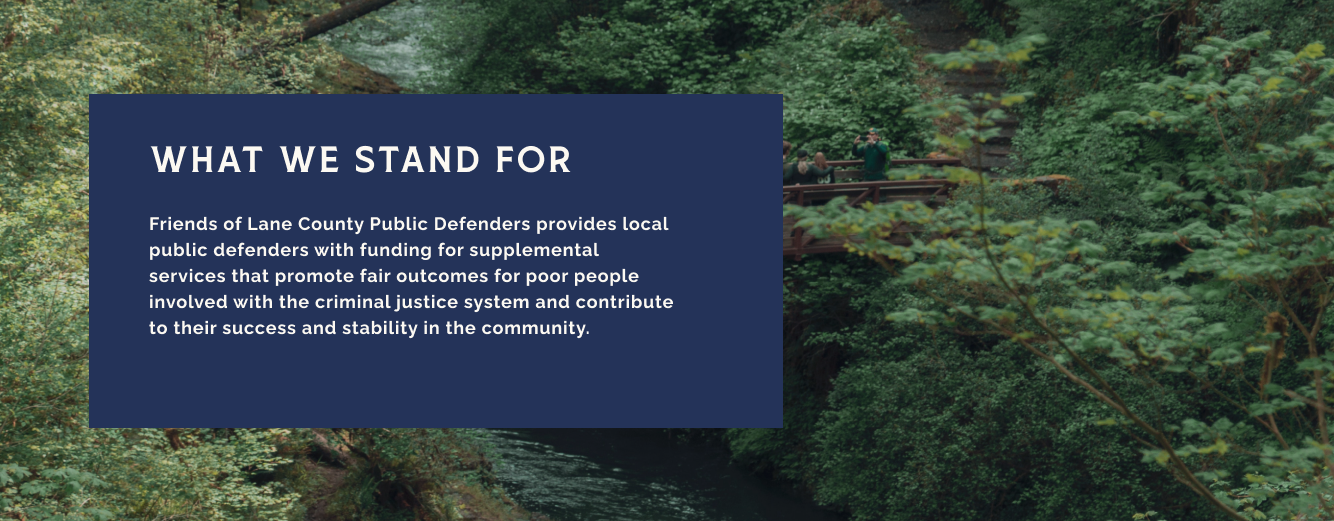 WHAT WE STAND FOR
Friends of Lane County Public Defenders provides local
public defenders with funding for supplemental
services that promote fair outcomes for poor people
involved with the criminal justice system and contribute
to their success and stability in the community.